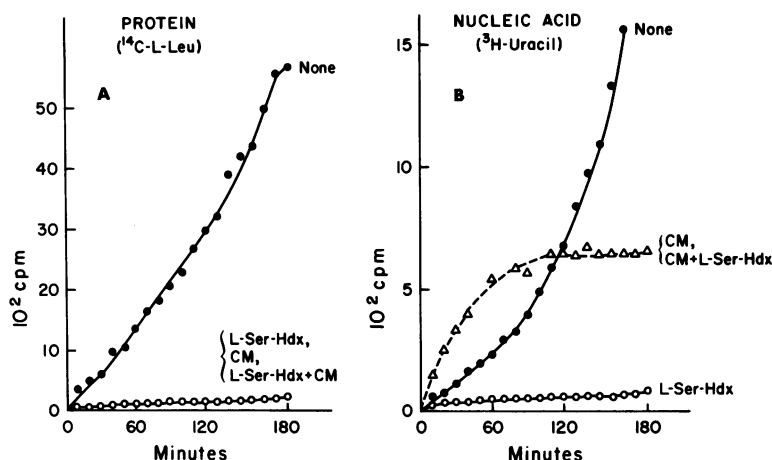 PROTEIN
(¹⁴C-L-Leu)
A
None
50
40
30
20
10
0
10² cpm
L-Ser-Hdx,
CM,
L-Ser-Hdx+CM
0
60
120
180
Minutes
NUCLEIC ACID
(³H-Uracil)
B
None
15
10
5
0
10² cpm
CM,
CM+L-Ser-Hdx
L-Ser-Hdx
0
60
120
180
Minutes